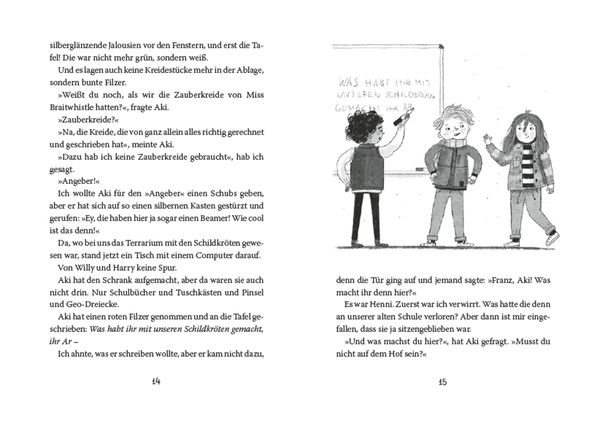 silberglänzende Jalousien vor den Fenstern, und erst die Ta-
fel! Die war nicht mehr grün, sondern weiß.
Und es lagen auch keine Kreidestücke mehr in der Ablage,
sondern bunte Filzer.
»Weißt du noch, als wir die Zauberkreide von Miss
Braitwhistle hatten?«, fragte Aki.
»Zauberkreide?«
»Na, die Kreide, die von ganz allein alles richtig gerechnet
und geschrieben hat«, meinte Aki.
»Dazu hab ich keine Zauberkreide gebraucht«, hab ich
gesagt.
»Angeber!«
Ich wollte Aki für den »Angeber« einen Schubs geben,
aber er hat sich auf so einen silbernen Kasten gestürzt und
gerufen: »Ey, die haben hier ja sogar einen Beamer! Wie cool
ist das denn!«
Da, wo bei uns das Terrarium mit den Schildkröten gewe-
sen war, stand jetzt ein Tisch mit einem Computer darauf.
Von Willy und Harry keine Spur.
Aki hat den Schrank aufgemacht, aber da waren sie auch
nicht drin. Nur Schulbücher und Tuschkästen und Pinsel
und Geo-Dreiecke.
Aki hat einen roten Filzer genommen und an die Tafel ge-
schrieben: Was habt ihr mit unseren Schildkröten gemacht,
ihr Ar –
Ich ahnte, was er schreiben wollte, aber er kam nicht dazu,
14
WAS HABT IHR MIT
UNSEREN SCHILDKRÖTEN
GEMACHT IHR AR
denn die Tür ging auf und jemand sagte: »Franz, Aki! Was
macht ihr denn hier?«
Es war Henni. Zuerst war ich verwirrt. Was hatte die denn
an unserer alten Schule verloren? Aber dann ist mir einge-
fallen, dass sie ja sitzengeblieben war.
»Und was machst du hier?«, hat Aki gefragt. »Musst du
nicht auf dem Hof sein?«
15